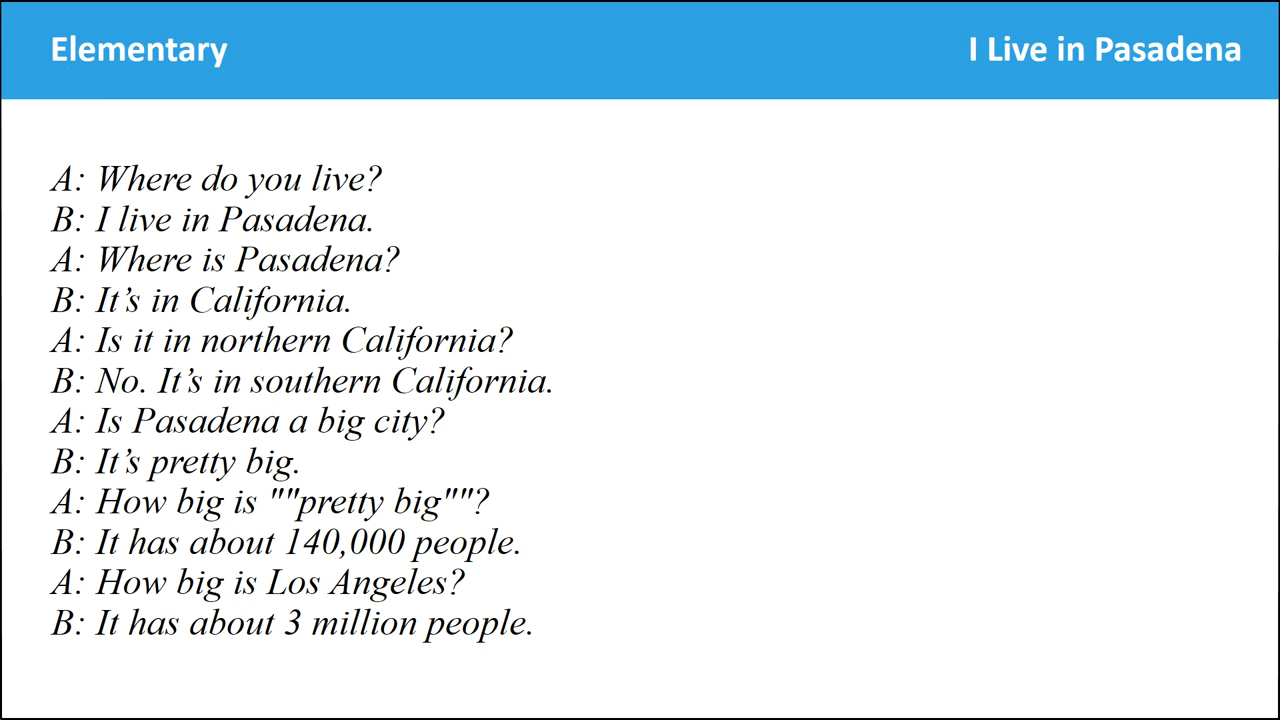 Elementary
I Live in Pasadena
A: Where do you live?
B: I live in Pasadena.
A: Where is Pasadena?
B: It’s in California.
A: Is it in northern California?
B: No. It’s in southern California.
A: Is Pasadena a big city?
B: It’s pretty big.
A: How big is ""pretty big""?
B: It has about 140,000 people.
A: How big is Los Angeles?
B: It has about 3 million people.